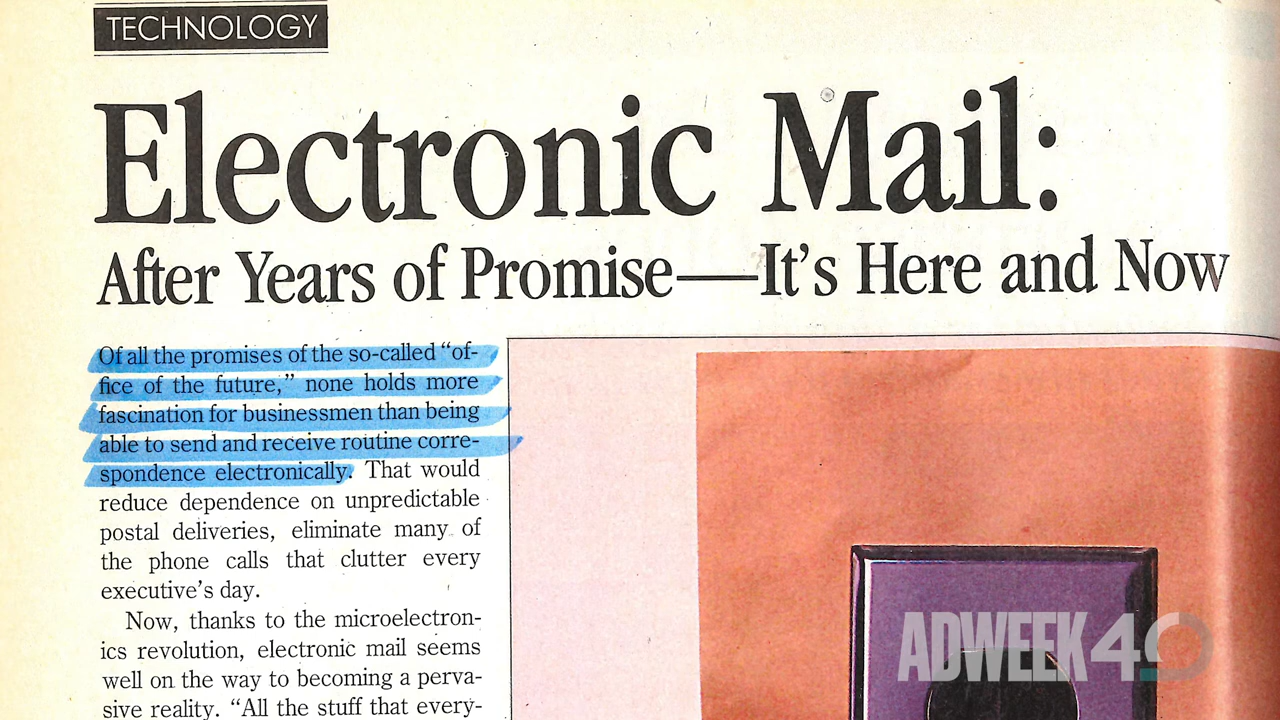 TECHNOLOGY
Electronic Mail:
After Years of Promise—It's Here and Now
Of all the promises of the so-called “of-
fice of the future,” none holds more
fascination for businessmen than being
able to send and receive routine corre-
spondence electronically. That would
reduce dependence on unpredictable
postal deliveries, eliminate many of
the phone calls that clutter every
executive's day.
Now, thanks to the microelectron-
ics revolution, electronic mail seems
well on the way to becoming a perva-
sive reality. “All the stuff that every-
ADWEEK 40